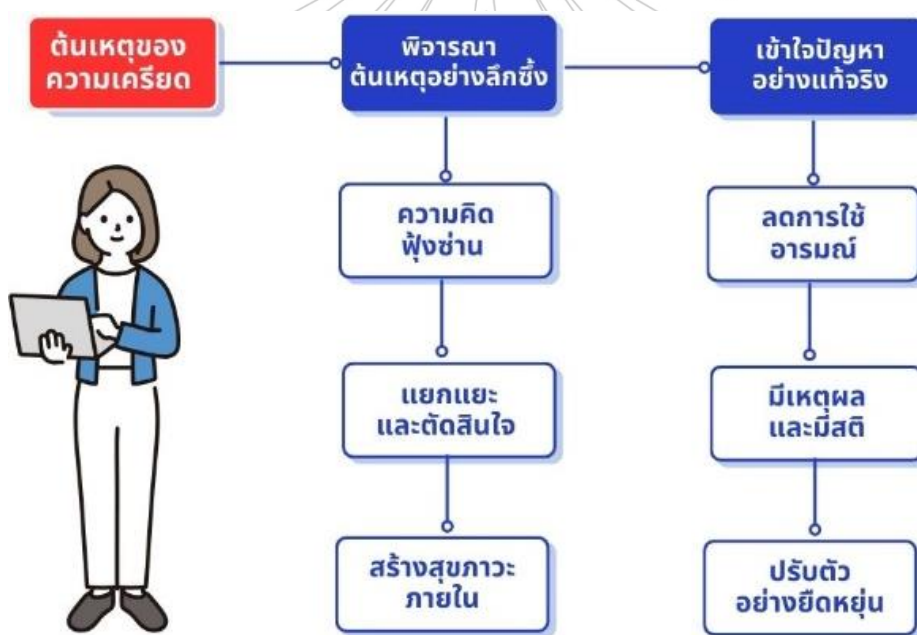 ต้นเหตุของ
ความเครียด
พิจารณา
ต้นเหตุอย่างลึกซึ้ง
เข้าใจปัญหา
อย่างแท้จริง
ความคิด
ฟุ้งซ่าน
ลดการใช้
อารมณ์
แยกแยะ
และตัดสินใจ
มีเหตุผล
และมีสติ
สร้างสุขภาวะ
ภายใน
ปรับตัว
อย่างยืดหยุ่น